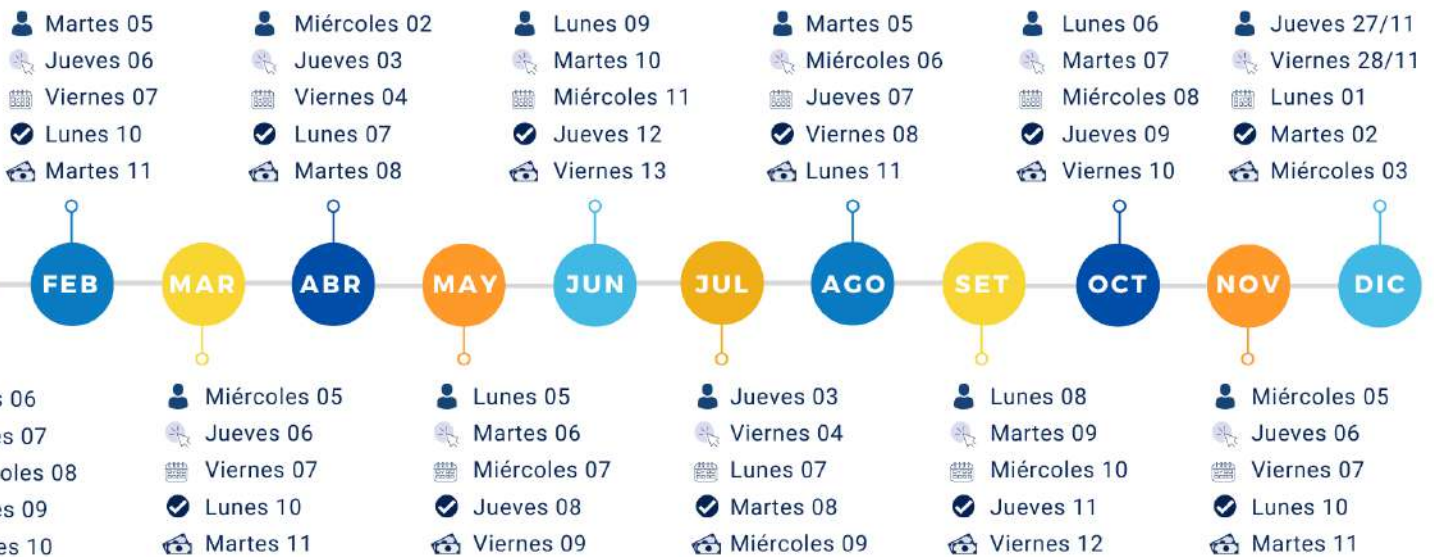 Martes 05
Jueves 06
Viernes 07
Lunes 10
Martes 11
Miércoles 02
Jueves 03
Viernes 04
Lunes 07
Martes 08
Lunes 09
Martes 10
Miércoles 11
Jueves 12
Viernes 13
Martes 05
Miércoles 06
Jueves 07
Viernes 08
Lunes 11
Lunes 06
Martes 07
Miércoles 08
Jueves 09
Viernes 10
Jueves 27/11
Viernes 28/11
Lunes 01
Martes 02
Miércoles 03
FEB MAR ABR MAY JUN JUL AGO SET OCT NOV DIC
06
07
08
09
10
Miércoles 05
Jueves 06
Viernes 07
Lunes 10
Martes 11
Lunes 05
Martes 06
Miércoles 07
Jueves 08
Viernes 09
Jueves 03
Viernes 04
Lunes 07
Martes 08
Miércoles 09
Lunes 08
Martes 09
Miércoles 10
Jueves 11
Viernes 12
Miércoles 05
Jueves 06
Viernes 07
Lunes 10
Martes 11